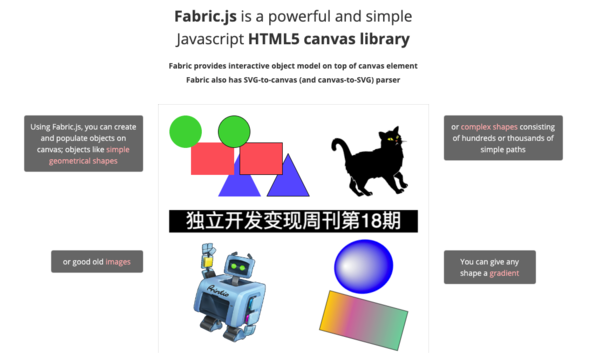 Fabric.js is a powerful and simple
Javascript HTML5 canvas library
Fabric provides interactive object model on top of canvas element
Fabric also has SVG-to-canvas (and canvas-to-SVG) parser
Using Fabric.js, you can create
and populate objects on
canvas; objects like simple
geometrical shapes
or complex shapes consisting
of hundreds or thousands of
simple paths
独立开发变现周刊第18期
or good old images
Fabric
You can give any
shape a gradient